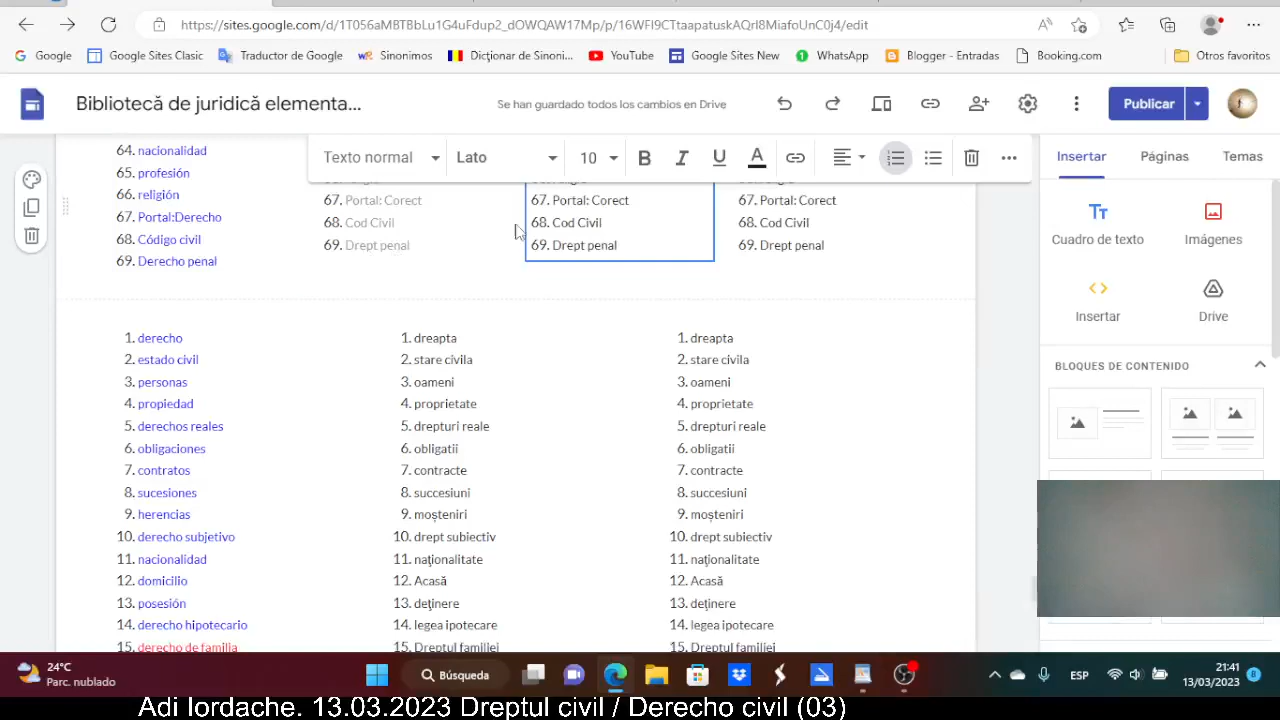 https://sites.google.com/d/1T056aMBTBbLu1G4uFdup2_dOWQAW17Mp/p/16WFI9CTtaapatuskAQrI8MiafoUnC0j4/edit
Google
Google Sites Clasic
Traductor de Google
Sinonimos
Dicţionar de Sinoni...
YouTube
Google Sites New
WhatsApp
Blogger - Entradas
Booking.com
Otros favoritos
Bibliotecă de juridică elementa...
Se han guardado todos los cambios en Drive
Publicar
Texto normal
Lato
10
B I U A
Insertar
Páginas
Temas
64. nacionalidad
65. profesión
66. religión
67. Portal:Derecho
68. Código civil
69. Derecho penal
67. Portal: Corect
68. Cod Civil
69. Drept penal
67. Portal: Corect
68. Cod Civil
69. Drept penal
67. Portal: Corect
68. Cod Civil
69. Drept penal
Cuadro de texto
Imágenes
Insertar
Drive
BLOQUES DE CONTENIDO
1. derecho
2. estado civil
3. personas
4. propiedad
5. derechos reales
6. obligaciones
7. contratos
8. sucesiones
9. herencias
10. derecho subjetivo
11. nacionalidad
12. domicilio
13. posesión
14. derecho hipotecario
15. derecho de familia
1. dreapta
2. stare civila
3. oameni
4. proprietate
5. drepturi reale
6. obligatii
7. contracte
8. succesiuni
9. moșteniri
10. drept subiectiv
11. naţionalitate
12. Acasă
13. deţinere
14. legea ipotecare
15. Dreptul familiei
1. dreapta
2. stare civila
3. oameni
4. proprietate
5. drepturi reale
6. obligatii
7. contracte
8. succesiuni
9. moșteniri
10. drept subiectiv
11. naţionalitate
12. Acasă
13. deţinere
14. legea ipotecare
15. Dreptul familiei
24°C
Parc. nublado
Búsqueda
ESP
21:41
13/03/2023
8
Adi Iordache. 13.03.2023 Dreptul civil / Derecho civil (03)